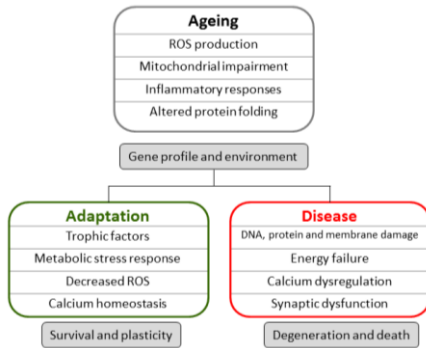 Ageing
ROS production
Mitochondrial impairment
Inflammatory responses
Altered protein folding
Gene profile and environment
Adaptation
Trophic factors
Metabolic stress response
Decreased ROS
Calcium homeostasis
Survival and plasticity
Disease
DNA, protein and membrane damage
Energy failure
Calcium dysregulation
Synaptic dysfunction
Degeneration and death